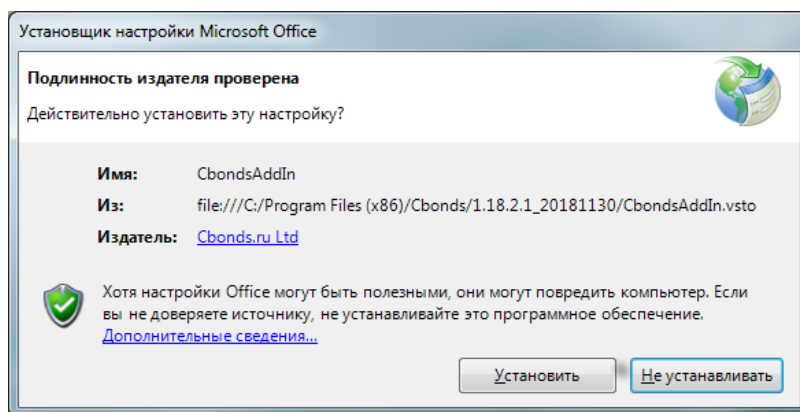 Установщик настройки Microsoft Office
Подлинность издателя проверена
Действительно установить эту настройку?
Имя: CbondsAddIn
Из: file:///C:/Program Files (x86)/Cbonds/1.18.2.1_20181130/CbondsAddIn.vsto
Издатель: Cbonds.ru Ltd
Хотя настройки Office могут быть полезными, они могут повредить компьютер. Если
вы не доверяете источнику, не устанавливайте это программное обеспечение.
Дополнительные сведения...
Установить Не устанавливать